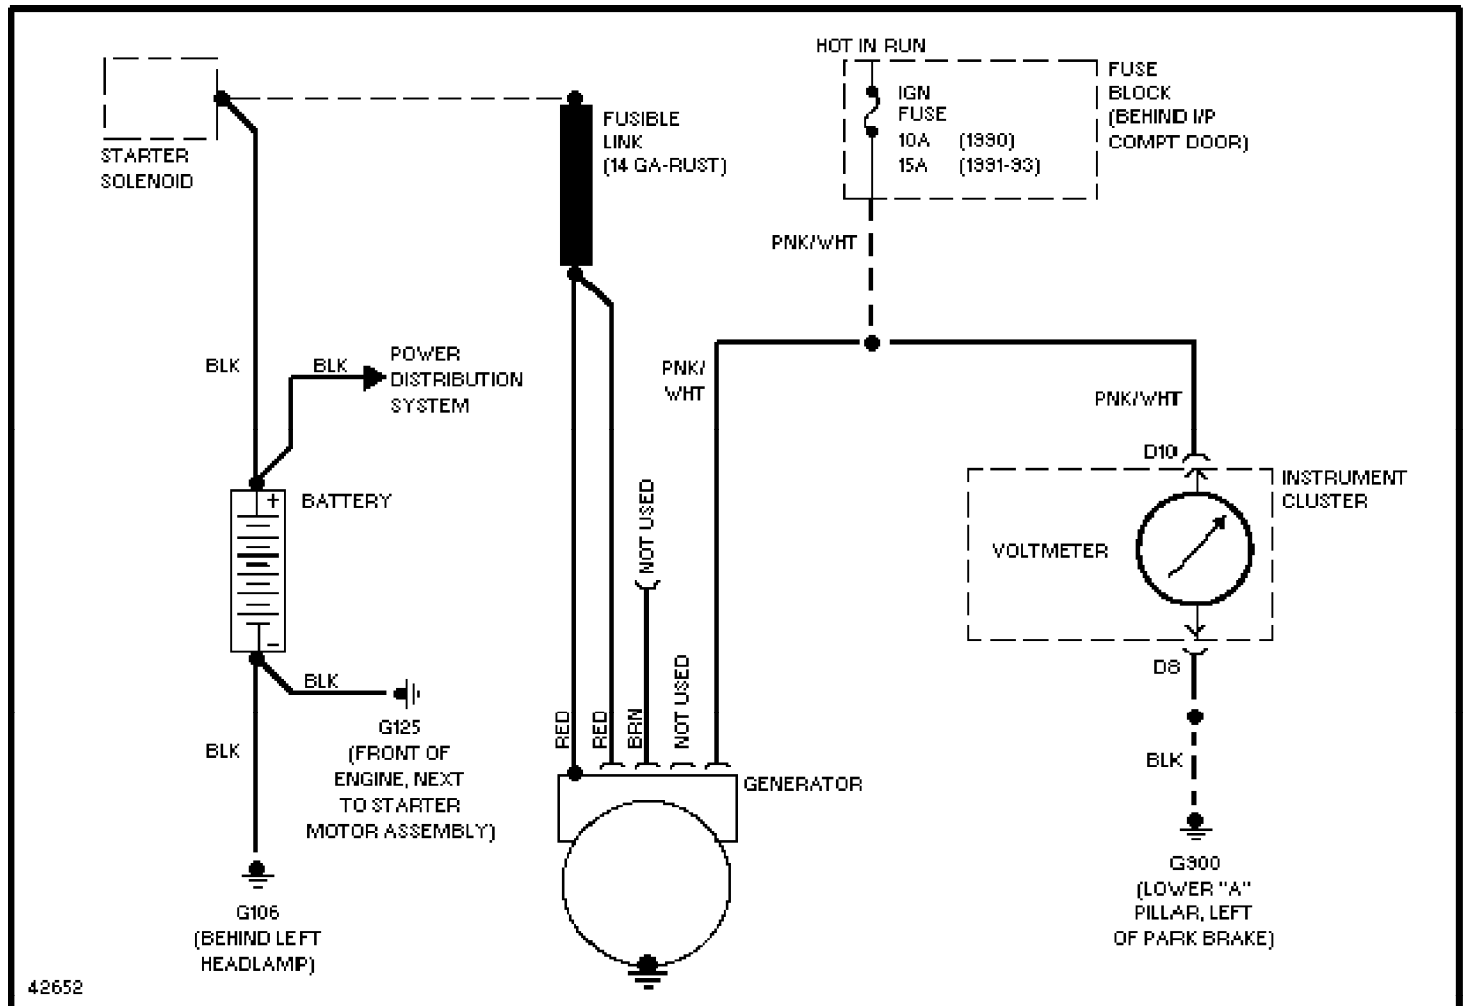 HOT IN RUN
IGN
FUSE
10A (1990)
15A (1991-93)
FUSE
BLOCK
(BEHIND I/P
COMPT DOOR)
STARTER
SOLENOID
FUSIBLE
LINK
(14 GA-RUST)
PNK/WHT
BLK
BLK
POWER
DISTRIBUTION
SYSTEM
PNK/
WHT
PNK/WHT
D10
INSTRUMENT
CLUSTER
BATTERY
+
–
NOT USED
VOLTMETER
D8
BLK
G125
(FRONT OF
ENGINE, NEXT
TO STARTER
MOTOR ASSEMBLY)
BLK
RED
RED
BRN
NOT USED
GENERATOR
BLK
G900
(LOWER "A"
PILLAR, LEFT
OF PARK BRAKE)
G106
(BEHIND LEFT
HEADLAMP)
42652